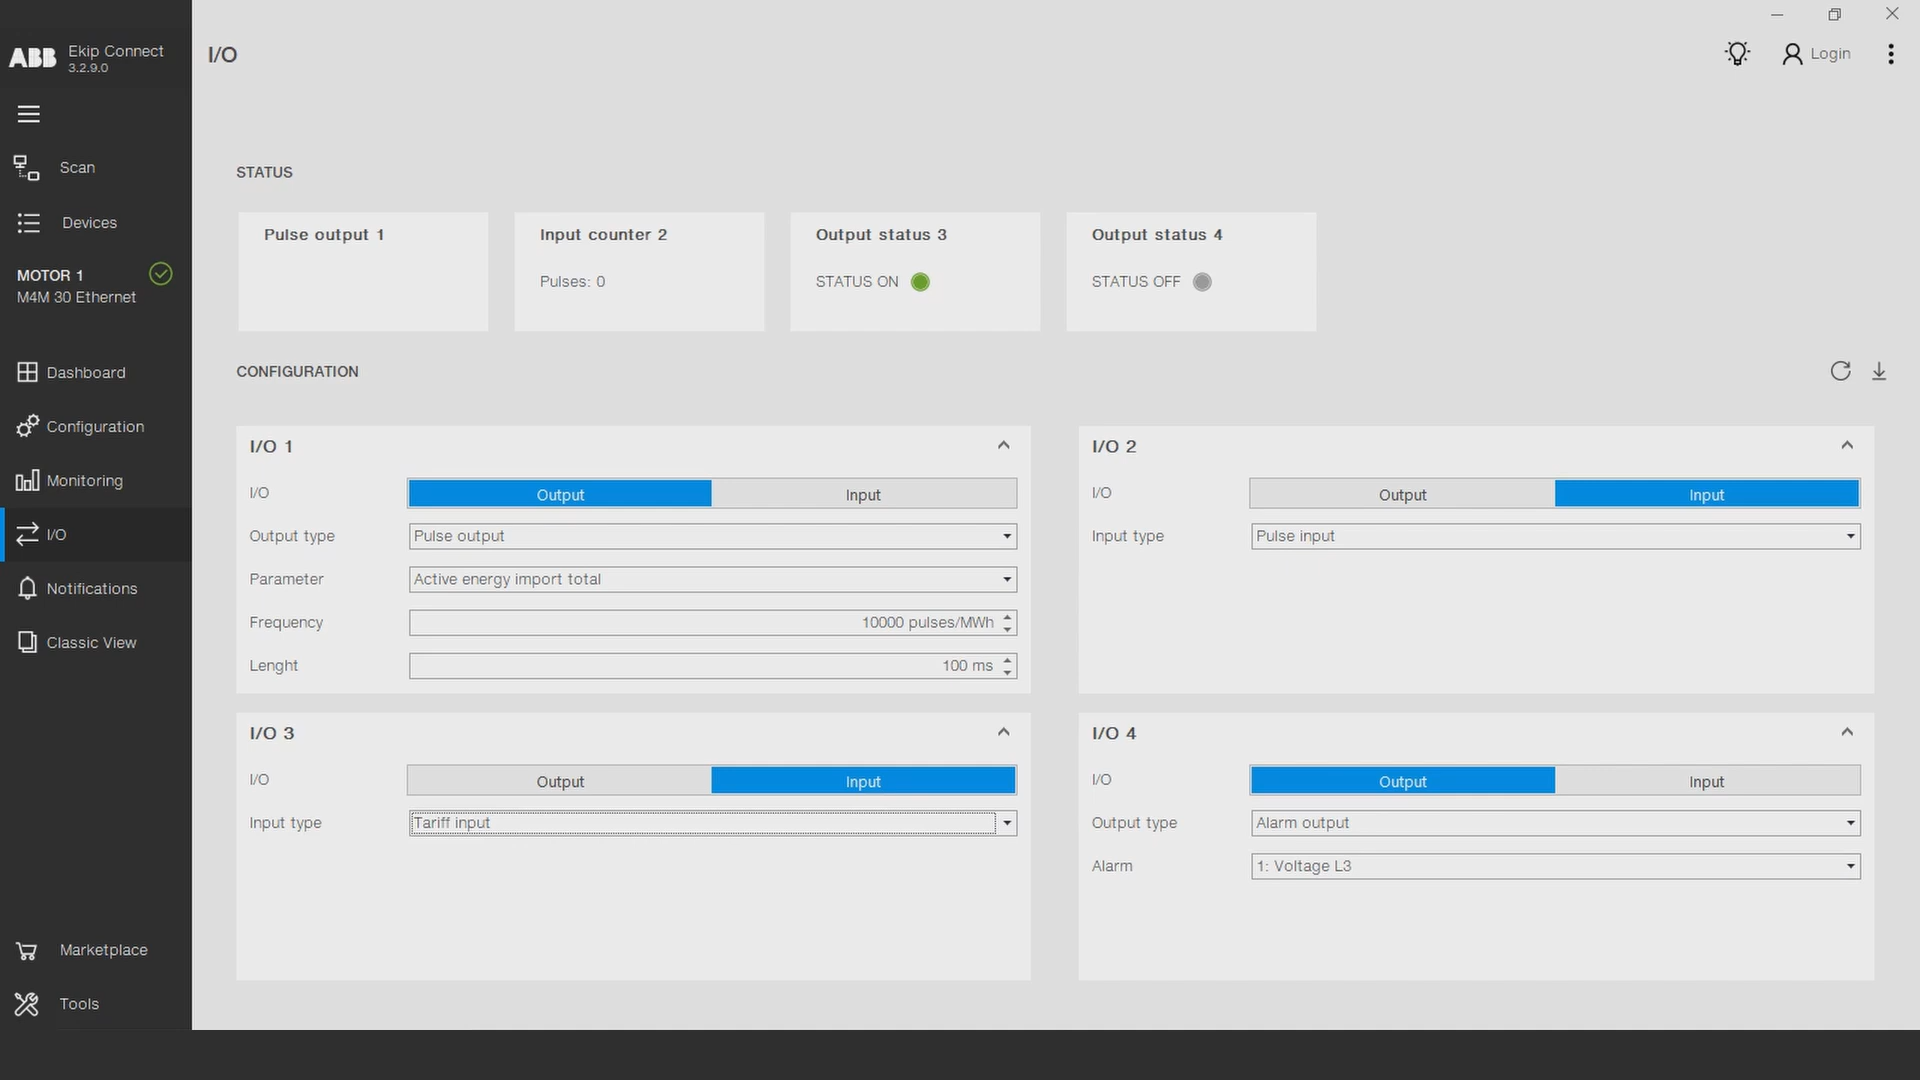 ABB
Ekip Connect
3.2.9.0
I/O
Login
Scan
Devices
MOTOR 1
M4M 30 Ethernet
Dashboard
Configuration
Monitoring
I/O
Notifications
Classic View
Marketplace
Tools
STATUS
Pulse output 1
Input counter 2
Pulses: 0
Output status 3
STATUS ON
Output status 4
STATUS OFF
CONFIGURATION
I/O 1
I/O Output Input
Output type Pulse output
Parameter Active energy import total
Frequency 10000 pulses/MWh
Lenght 100 ms
I/O 2
I/O Output Input
Input type Pulse input
I/O 3
I/O Output Input
Input type Tariff input
I/O 4
I/O Output Input
Output type Alarm output
Alarm 1: Voltage L3